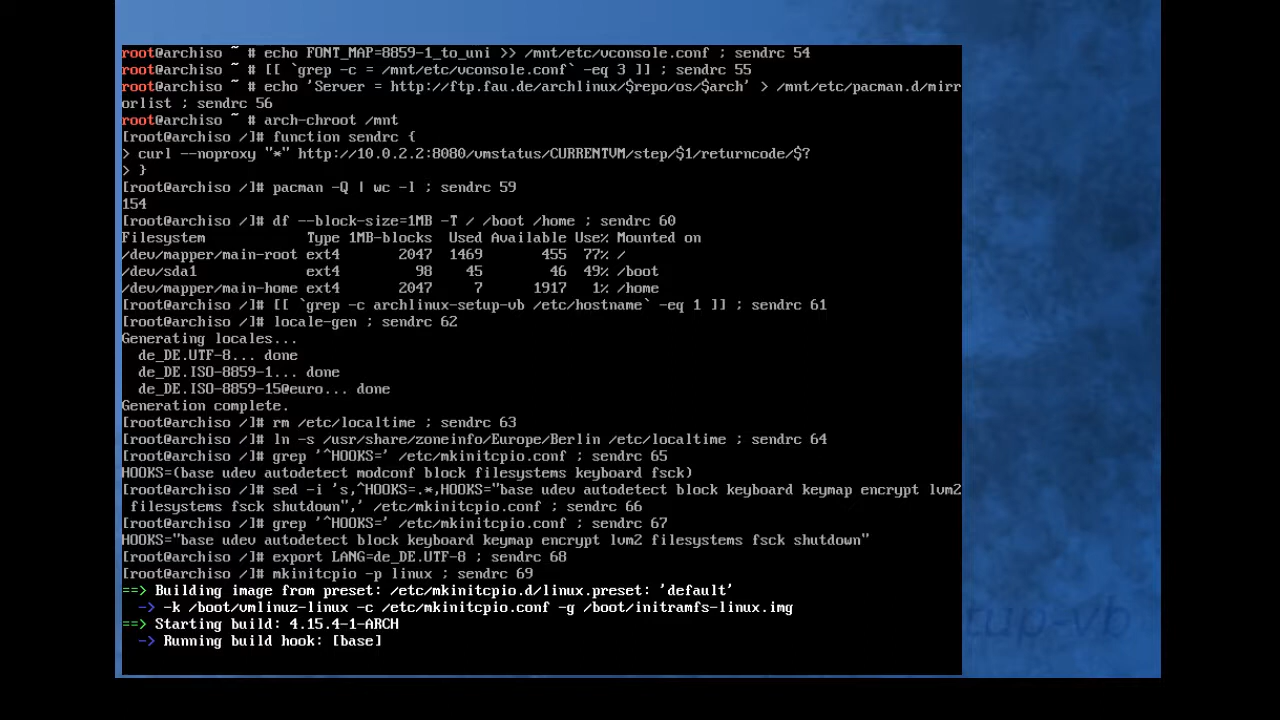 root@archiso ~ # echo FONT_MAP=8859-1_to_uni >> /mnt/etc/vconsole.conf ; sendrc 54
root@archiso ~ # [[ `grep -c = /mnt/etc/vconsole.conf` -eq 3 ]] ; sendrc 55
root@archiso ~ # echo 'Server = http://ftp.fau.de/archlinux/$repo/os/$arch' > /mnt/etc/pacman.d/mirr
orlist ; sendrc 56
root@archiso ~ # arch-chroot /mnt
[root@archiso /]# function sendrc {
> curl --noproxy "*" http://10.0.2.2:8080/vmstatus/CURRENTVM/step/$1/returncode/$?
> }
[root@archiso /]# pacman -Q | wc -l ; sendrc 59
154
[root@archiso /]# df --block-size=1MB -T / /boot /home ; sendrc 60
Filesystem           Type 1MB-blocks  Used Available Use% Mounted on
/dev/mapper/main-root ext4       2047  1469       455  77% /
/dev/sda1             ext4         98    45        46  49% /boot
/dev/mapper/main-home ext4       2047     7      1917   1% /home
[root@archiso /]# [[ `grep -c archlinux-setup-vb /etc/hostname` -eq 1 ]] ; sendrc 61
[root@archiso /]# locale-gen ; sendrc 62
Generating locales...
  de_DE.UTF-8... done
  de_DE.ISO-8859-1... done
  de_DE.ISO-8859-15@euro... done
Generation complete.
[root@archiso /]# rm /etc/localtime ; sendrc 63
[root@archiso /]# ln -s /usr/share/zoneinfo/Europe/Berlin /etc/localtime ; sendrc 64
[root@archiso /]# grep '^HOOKS=' /etc/mkinitcpio.conf ; sendrc 65
HOOKS=(base udev autodetect modconf block filesystems keyboard fsck)
[root@archiso /]# sed -i 's,^HOOKS=.*,HOOKS="base udev autodetect block keyboard keymap encrypt lvm2
 filesystems fsck shutdown",' /etc/mkinitcpio.conf ; sendrc 66
[root@archiso /]# grep '^HOOKS=' /etc/mkinitcpio.conf ; sendrc 67
HOOKS="base udev autodetect block keyboard keymap encrypt lvm2 filesystems fsck shutdown"
[root@archiso /]# export LANG=de_DE.UTF-8 ; sendrc 68
[root@archiso /]# mkinitcpio -p linux ; sendrc 69
==> Building image from preset: /etc/mkinitcpio.d/linux.preset: 'default'
  -> -k /boot/vmlinuz-linux -c /etc/mkinitcpio.conf -g /boot/initramfs-linux.img
==> Starting build: 4.15.4-1-ARCH
  -> Running build hook: [base]
tup-vb